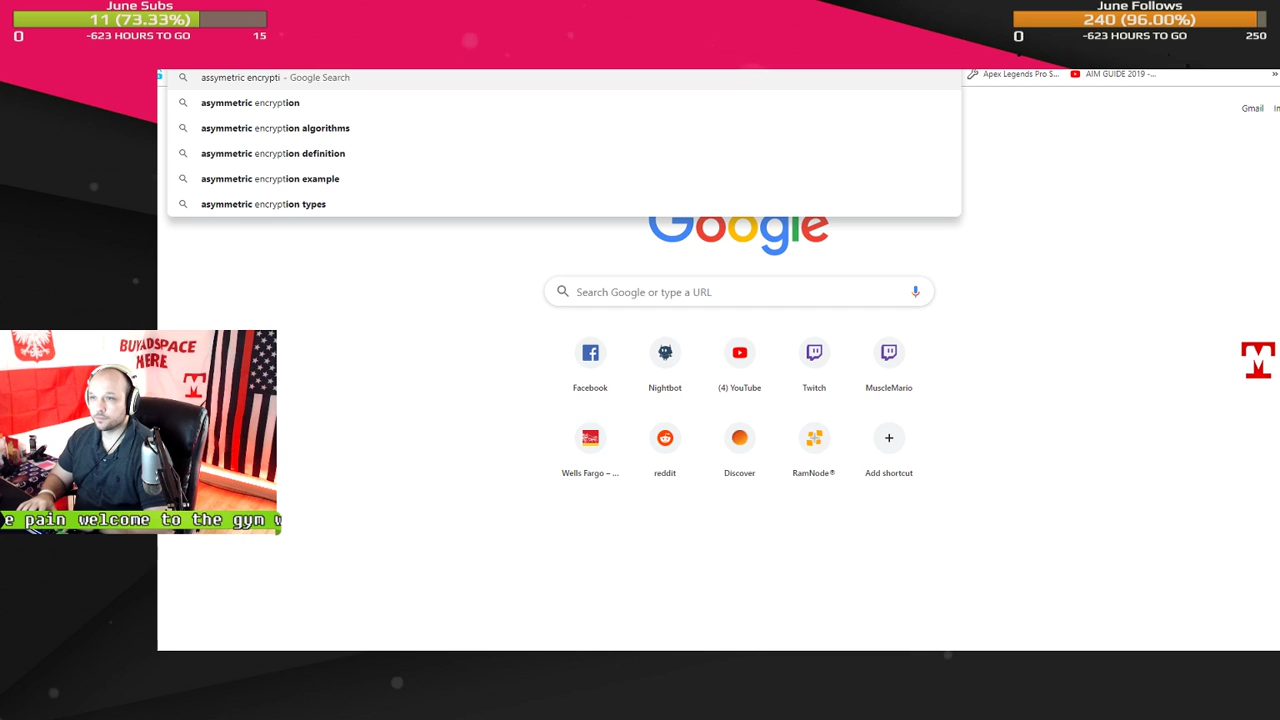 June Subs
11 (73.33%)
0
-623 HOURS TO GO
15
June Follows
240 (96.00%)
0
-623 HOURS TO GO
250
assymetric encrypti - Google Search
Apex Legends Pro S...
AIM GUIDE 2019 -...
»
asymmetric encryption
Gmail
asymmetric encryption algorithms
asymmetric encryption definition
asymmetric encryption example
asymmetric encryption types
Google
Search Google or type a URL
BUY ADSPACE
HERE
Facebook
Nightbot
(4) YouTube
Twitch
MuscleMario
Wells Fargo – ...
reddit
Discover
RamNode®
Add shortcut
e pain welcome to the gym w